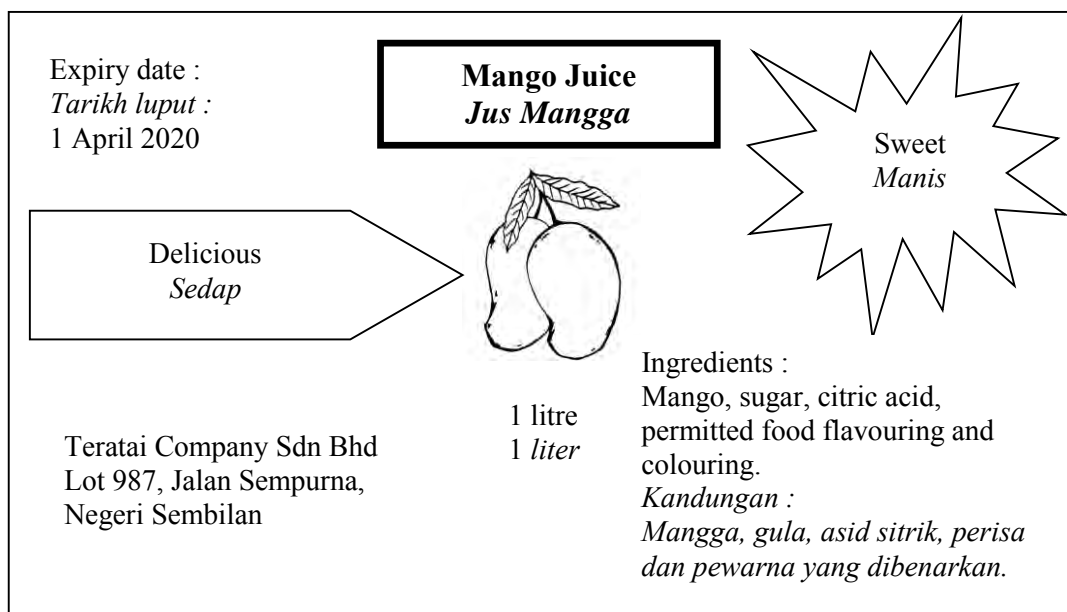 Expiry date :
Tarikh luput :
1 April 2020
Mango Juice
Jus Mangga
Sweet
Manis
Delicious
Sedap
1 litre
1 liter
Teratai Company Sdn Bhd
Lot 987, Jalan Sempurna,
Negeri Sembilan
Ingredients :
Mango, sugar, citric acid,
permitted food flavouring and
colouring.
Kandungan :
Mangga, gula, asid sitrik, perisa
dan pewarna yang dibenarkan.